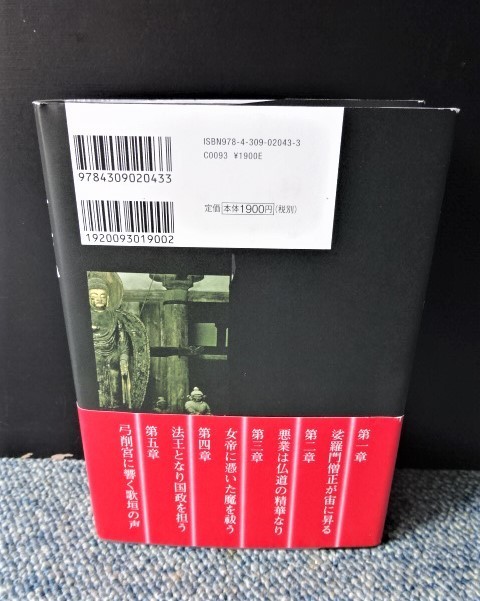 ISBN978-4-309-02043-3
C0093 ¥1900E
9784309020433
定価 本体1900円(税別)
1920093019002
第一章
娑羅門僧正が宙に昇る
第二章
悪業は仏道の精華なり
第三章
女帝に憑いた魔を祓う
第四章
法王となり国政を担う
第五章
弓削宮に響く歌垣の声